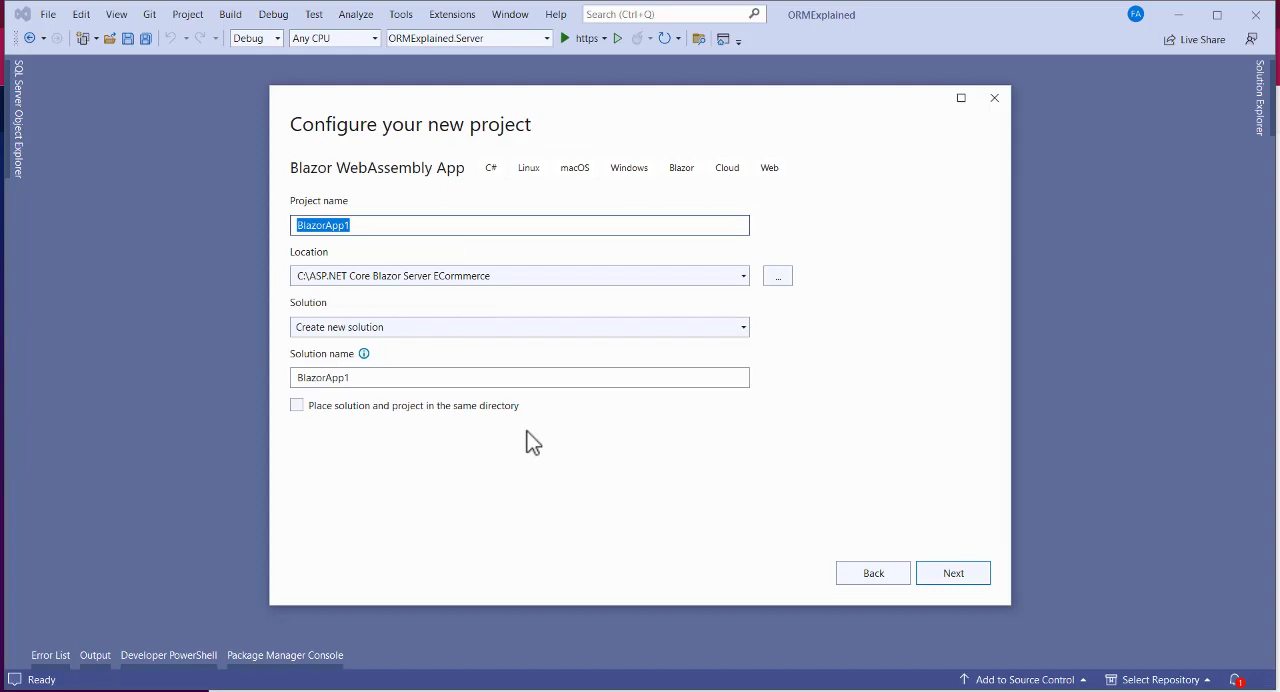 File Edit View Git Project Build Debug Test Analyze Tools Extensions Window Help Search (Ctrl+Q) ORMExplained FA
Debug Any CPU ORMExplained.Server https Live Share
SQL Server Object Explorer
Solution Explorer
Configure your new project
Blazor WebAssembly App C# Linux macOS Windows Blazor Cloud Web
Project name
BlazorApp1
Location
C:\ASP.NET Core Blazor Server ECormmerce
...
Solution
Create new solution
Solution name
BlazorApp1
Place solution and project in the same directory
Back Next
Error List Output Developer PowerShell Package Manager Console
Ready Add to Source Control Select Repository 1